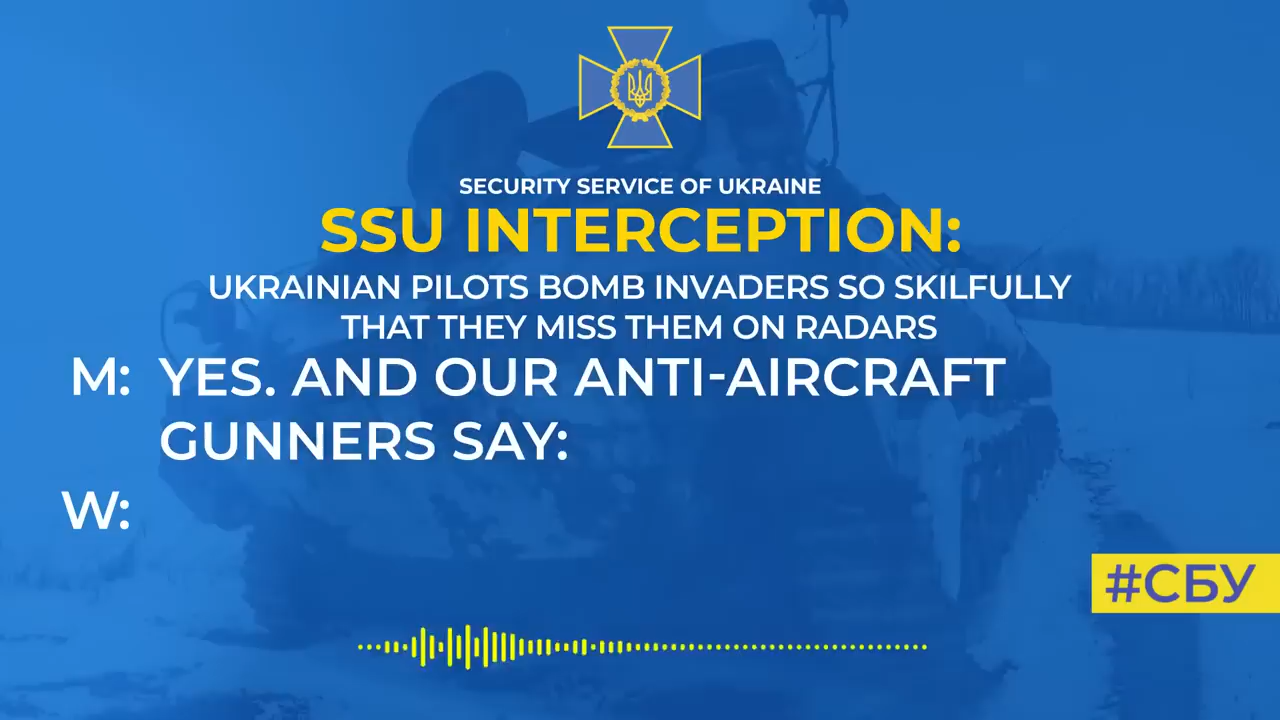 SECURITY SERVICE OF UKRAINE
SSU INTERCEPTION:
UKRAINIAN PILOTS BOMB INVADERS SO SKILFULLY
THAT THEY MISS THEM ON RADARS
M: YES. AND OUR ANTI-AIRCRAFT
GUNNERS SAY:
W:
#СБУ